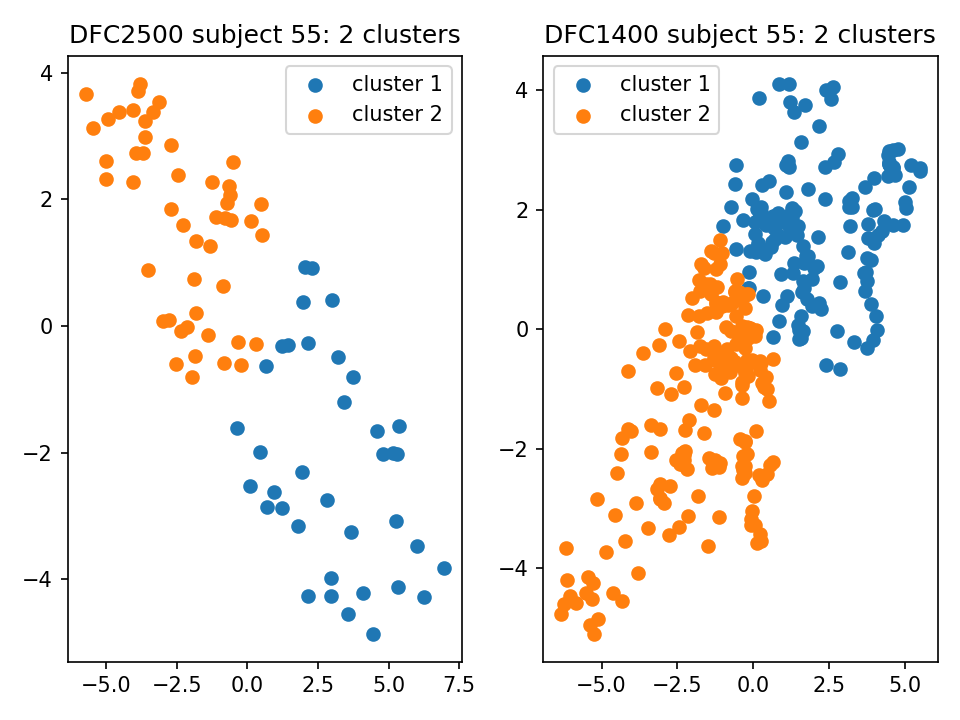 DFC2500 subject 55: 2 clusters
cluster 1
cluster 2
4
2
0
−2
−4
−5.0 −2.5 0.0 2.5 5.0 7.5
DFC1400 subject 55: 2 clusters
cluster 1
cluster 2
4
2
0
−2
−4
−5.0 −2.5 0.0 2.5 5.0